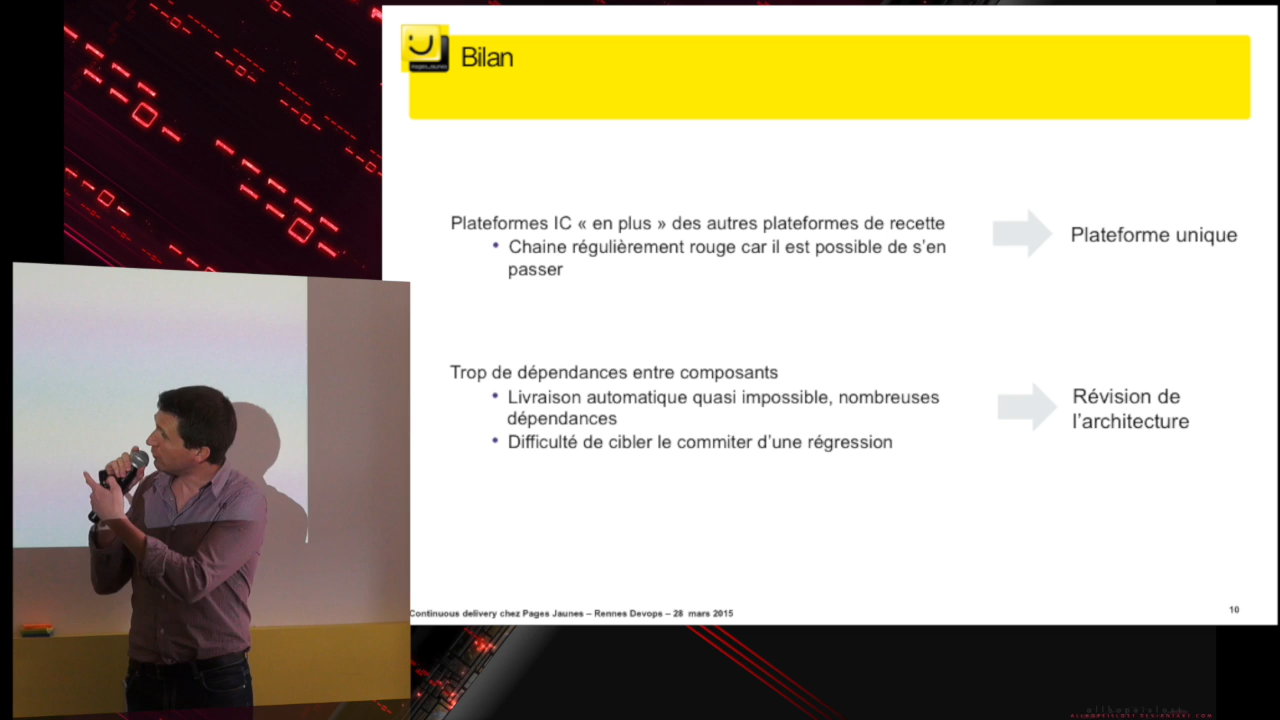 PagesJaunes
Bilan
Plateformes IC « en plus » des autres plateformes de recette
• Chaine régulièrement rouge car il est possible de s'en
passer
Plateforme unique
Trop de dépendances entre composants
• Livraison automatique quasi impossible, nombreuses
dépendances
• Difficulté de cibler le commiter d'une régression
Révision de
l'architecture
Continuous delivery chez Pages Jaunes – Rennes Devops – 28 mars 2015
10